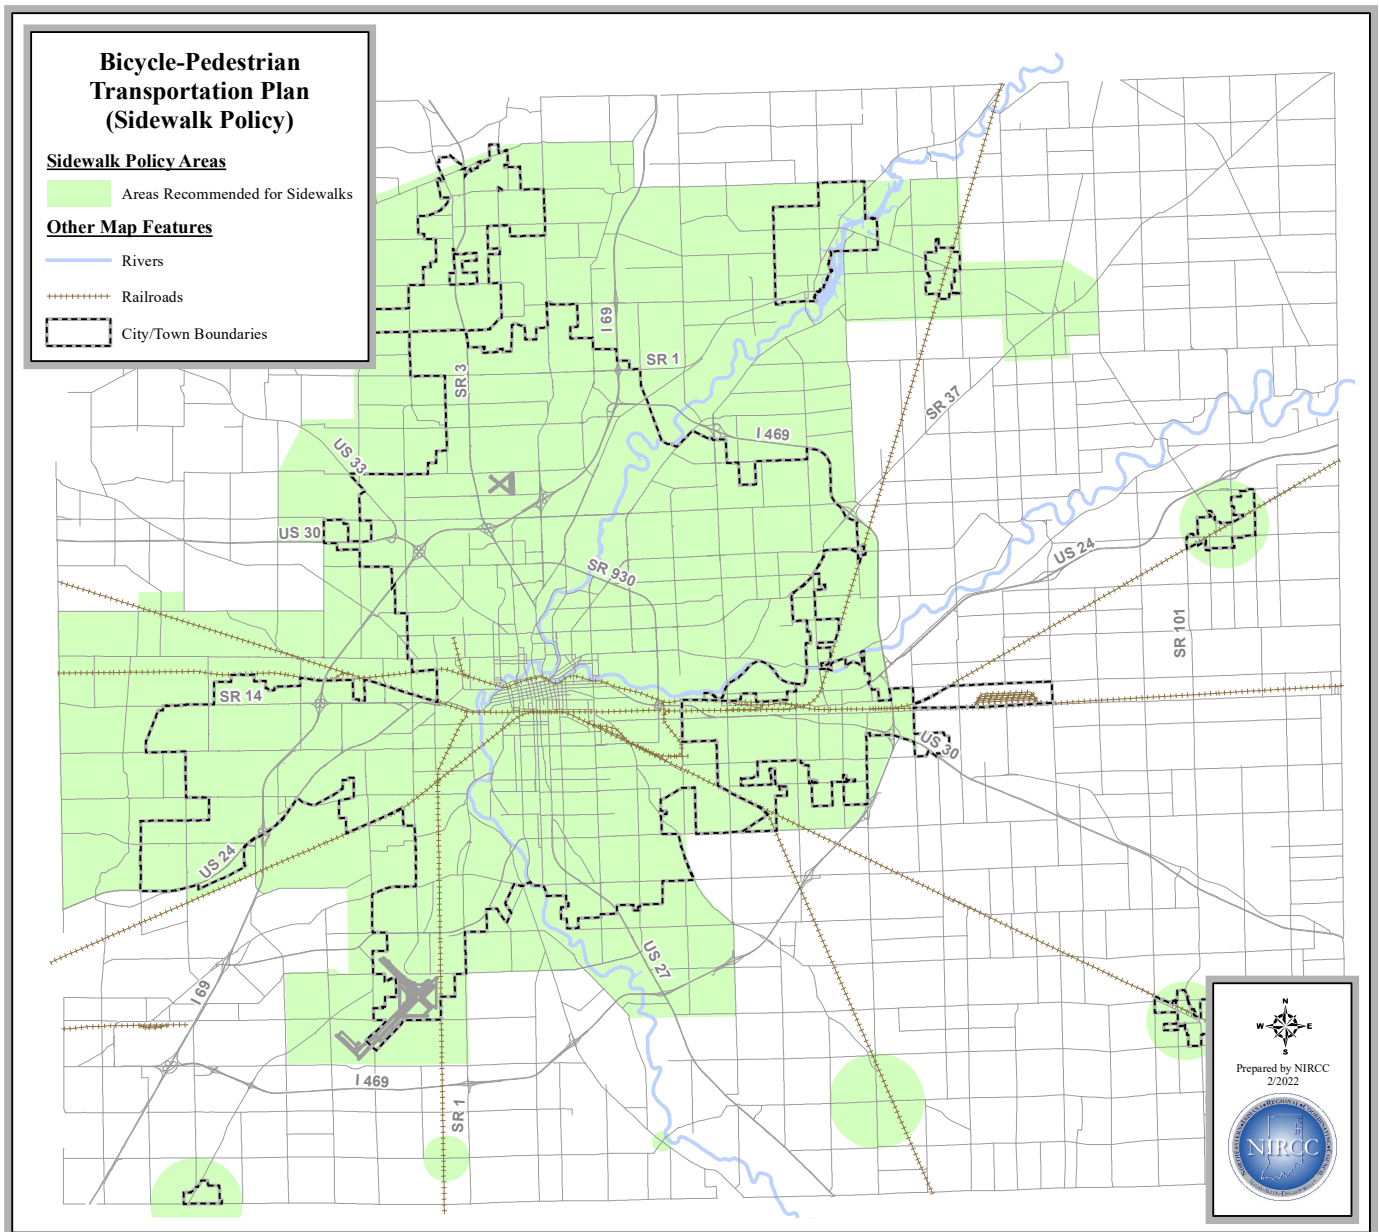 Bicycle-Pedestrian
Transportation Plan
(Sidewalk Policy)
Sidewalk Policy Areas
Areas Recommended for Sidewalks
Other Map Features
Rivers
Railroads
City/Town Boundaries
I 69
SR 1
SR 3
SR 37
I 469
US 33
US 30
US 24
SR 930
SR 101
SR 14
US 30
US 24
US 27
I 69
I 469
SR 1
N
W E
S
Prepared by NIRCC
2/2022
NIRCC